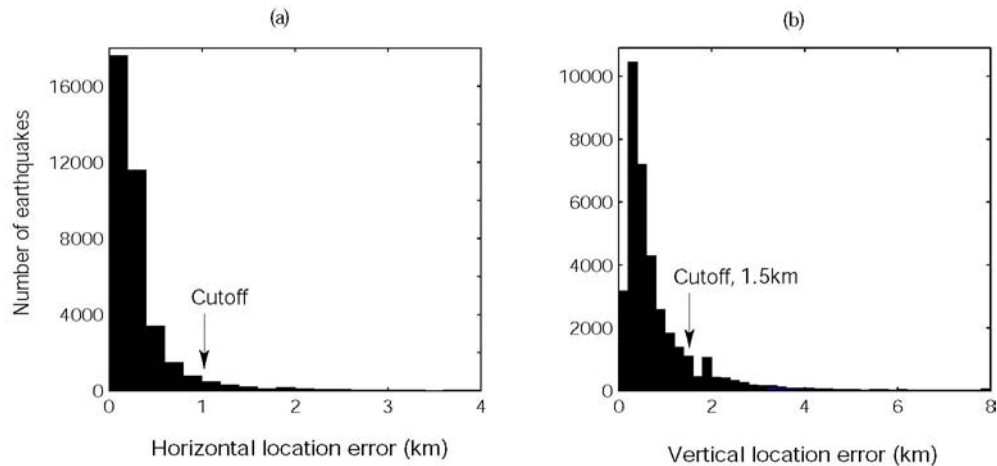 (a)
Number of earthquakes
16000
12000
8000
4000
0
Cutoff
0 1 2 3 4
Horizontal location error (km)
(b)
10000
8000
6000
4000
2000
0
Cutoff, 1.5km
0 2 4 6 8
Vertical location error (km)